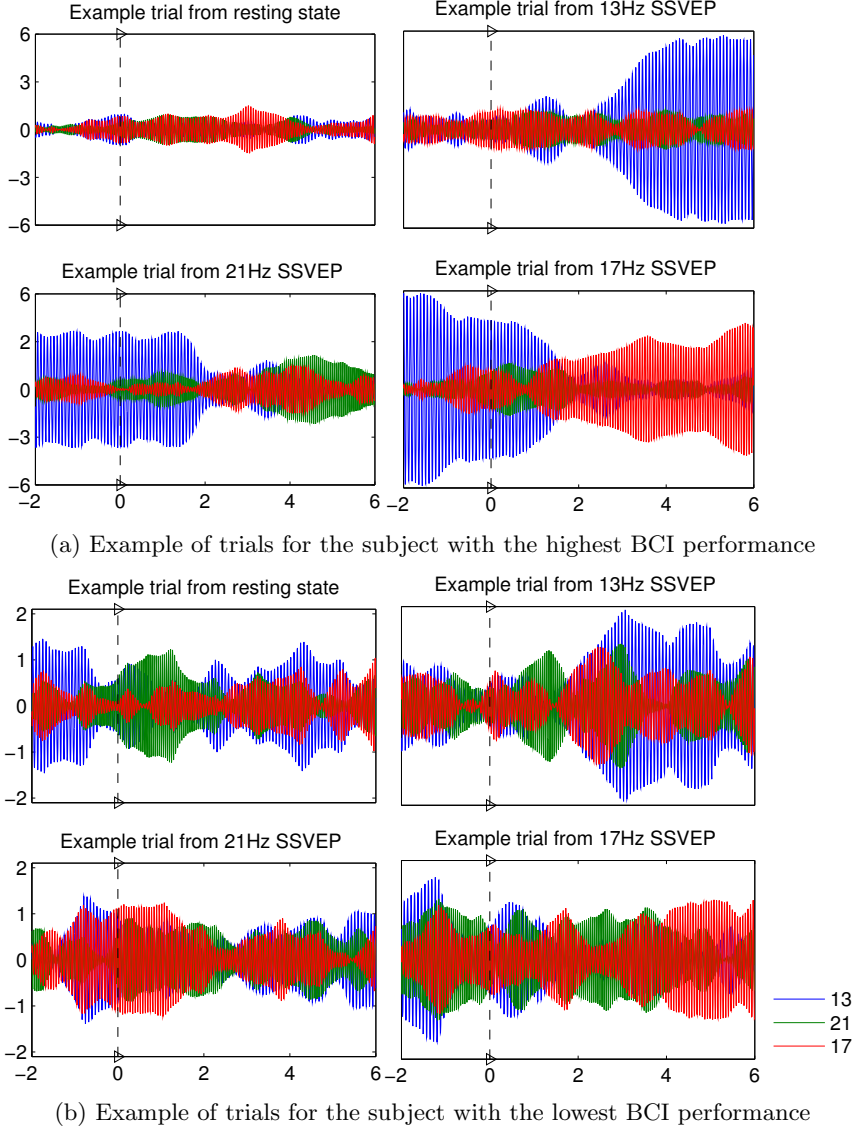 Example trial from resting state
Example trial from 13Hz SSVEP
6
3
0
−3
−6
Example trial from 21Hz SSVEP
Example trial from 17Hz SSVEP
6
2
0
−3
−6
−2 0 2 4 6
−2 0 2 4 6
(a) Example of trials for the subject with the highest BCI performance
Example trial from resting state
Example trial from 13Hz SSVEP
2
1
0
−1
−2
Example trial from 21Hz SSVEP
Example trial from 17Hz SSVEP
2
1
0
−1
−2
−2 0 2 4 6
−2 0 2 4 6
13
21
17
(b) Example of trials for the subject with the lowest BCI performance